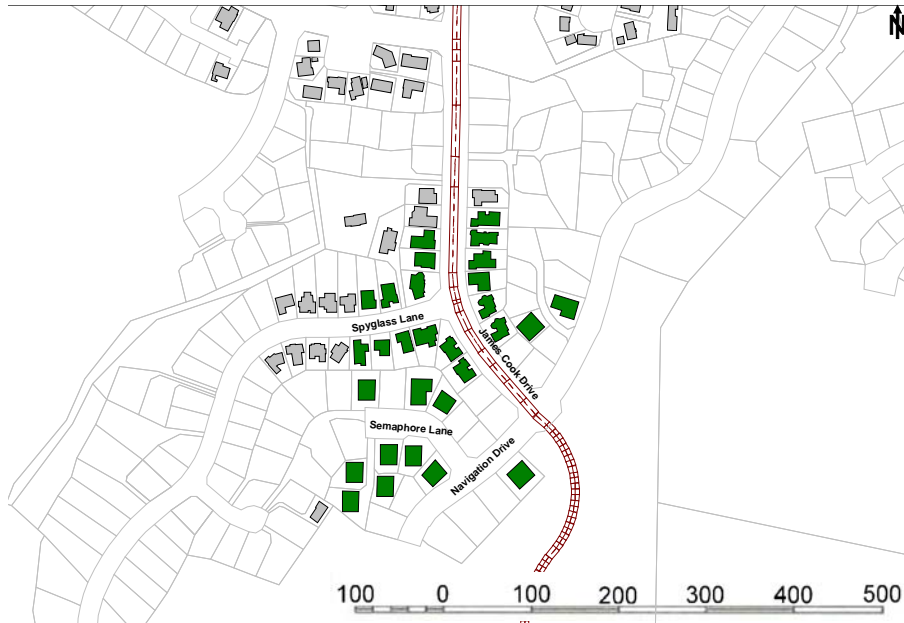 N
Spyglass Lane
James Cook Drive
Semaphore Lane
Navigation Drive
100 0 100 200 300 400 500